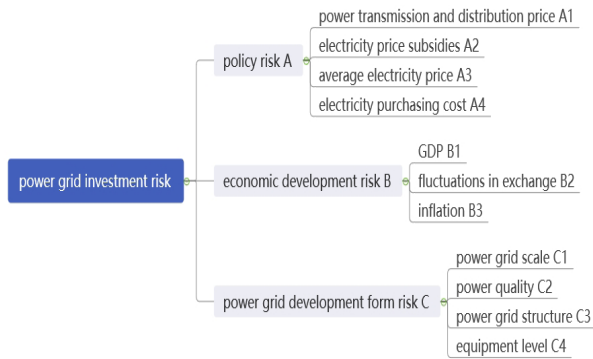 power transmission and distribution price A1
electricity price subsidies A2
policy risk A
average electricity price A3
electricity purchasing cost A4
GDP B1
power grid investment risk
economic development risk B
fluctuations in exchange B2
inflation B3
power grid scale C1
power quality C2
power grid development form risk C
power grid structure C3
equipment level C4